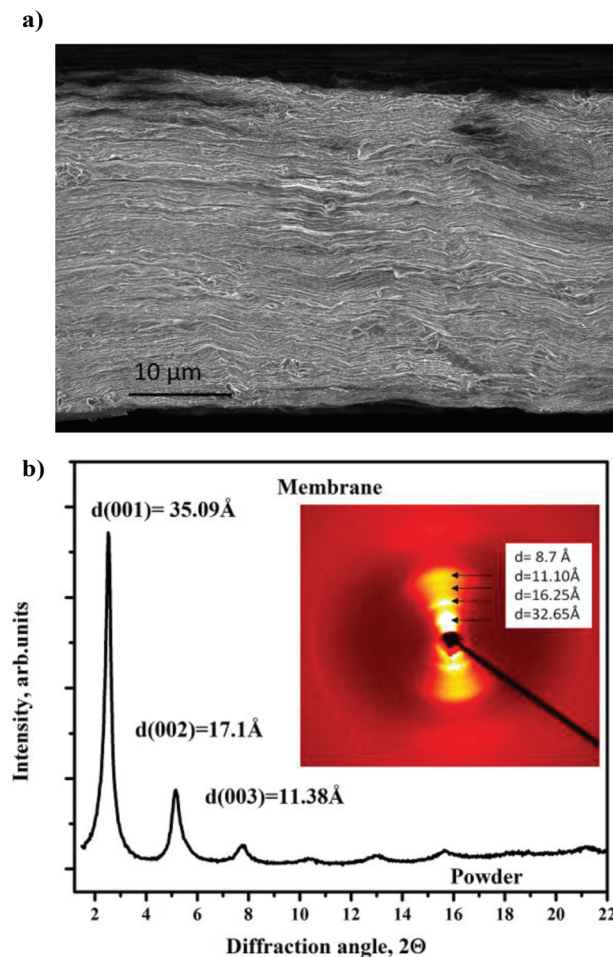 a)
10 µm
b)
Membrane
d(001)= 35.09Å
d= 8.7 Å
d=11.10Å
d=16.25Å
d=32.65Å
d(002)=17.1Å
d(003)=11.38Å
Intensity, arb.units
Powder
2 4 6 8 10 12 14 16 18 20 22
Diffraction angle, 2Θ